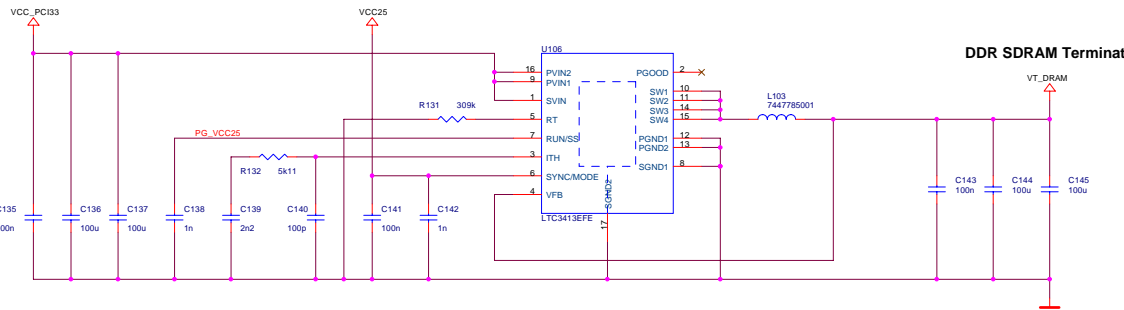 VCC_PCI33
VCC25
DDR SDRAM Terminat
VT_DRAM
U106
16 PVIN2
9 PVIN1
1 SVIN
5 RT
7 RUN/SS
3 ITH
6 SYNC/MODE
4 VFB
PGOOD 2
SW1 10
SW2 11
SW3 14
SW4 15
PGND1 12
PGND2 13
SGND1 8
SGND2 17
LTC3413EFE
L103
7447785001
R131 309k
PG_VCC25
R132 5k11
C135
00n
C136
100u
C137
100u
C138
1n
C139
2n2
C140
100p
C141
100n
C142
1n
C143
100n
C144
100u
C145
100u